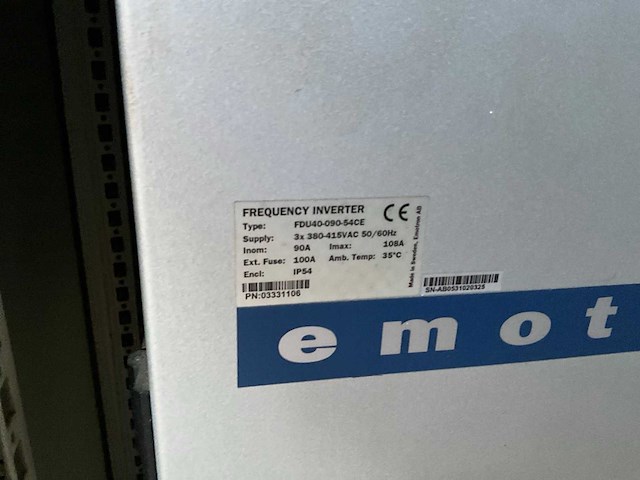 FREQUENCY INVERTER CE
Type: FDU40-090-54CE
Supply: 3x 380-415VAC 50/60Hz
Inom: 90A Imax: 108A
Ext. Fuse: 100A Amb. Temp: 35°C
Encl: IP54
PN:03331106
Made in Sweden, Emotron AB
SN-AB0531020325
emot